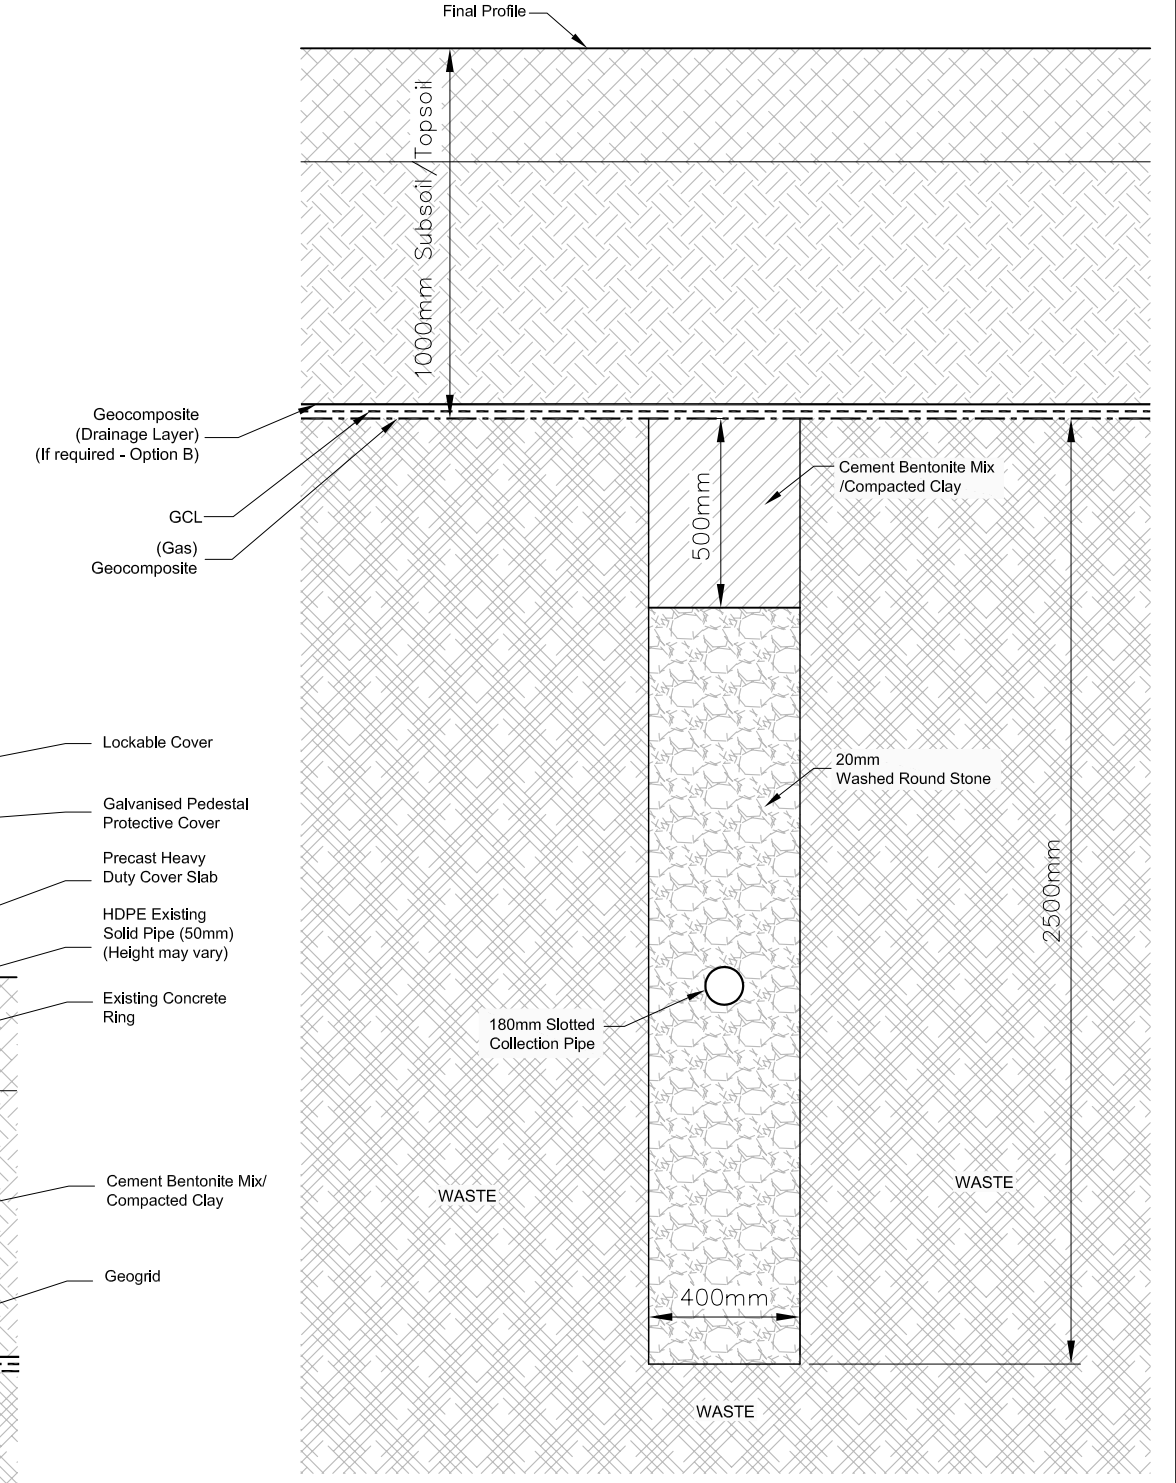 Final Profile
1000mm Subsoil/Topsoil
Geocomposite
(Drainage Layer)
(If required - Option B)
GCL
(Gas)
Geocomposite
500mm
Cement Bentonite Mix
/Compacted Clay
20mm
Washed Round Stone
2500mm
Lockable Cover
Galvanised Pedestal
Protective Cover
Precast Heavy
Duty Cover Slab
HDPE Existing
Solid Pipe (50mm)
(Height may vary)
Existing Concrete
Ring
180mm Slotted
Collection Pipe
Cement Bentonite Mix/
Compacted Clay
WASTE
WASTE
Geogrid
400mm
WASTE